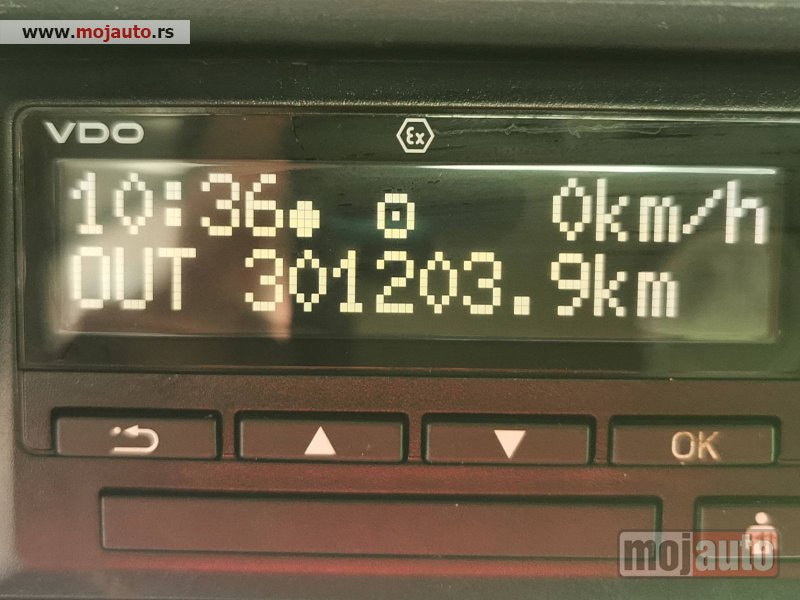 www.mojauto.rs
VDO
Ex
10:36 0km/h
OUT 301203.9km
OK
mojauto